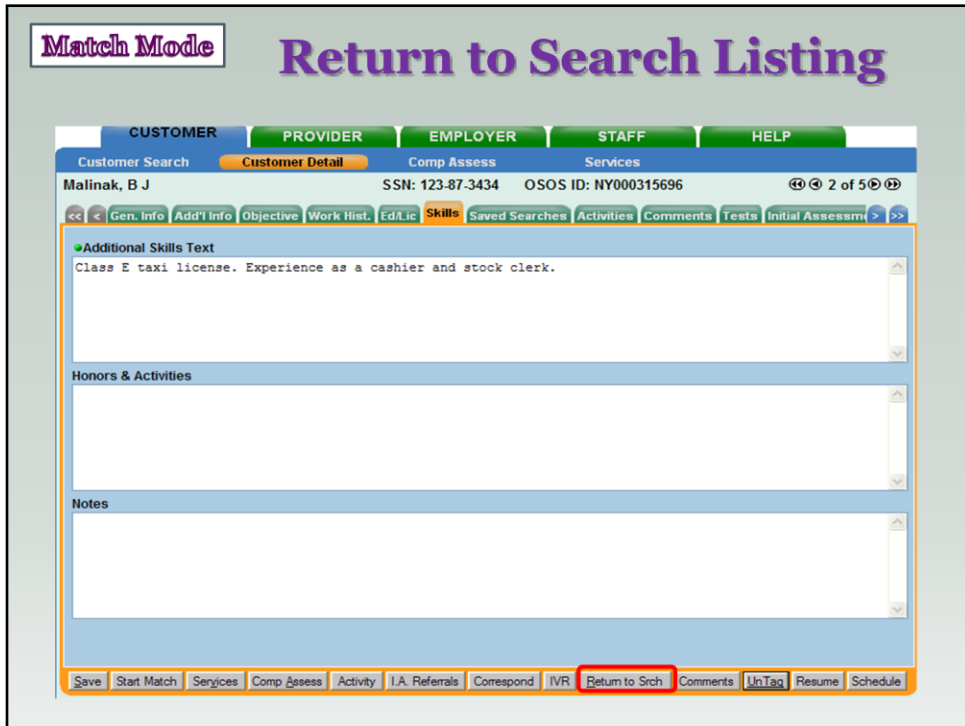 Match Mode
Return to Search Listing
CUSTOMER PROVIDER EMPLOYER STAFF HELP
Customer Search Customer Detail Comp Assess Services
Malinak, B J SSN: 123-87-3434 OSOS ID: NY000315696 2 of 5
<< < Gen. Info Add'l Info Objective Work Hist. Ed/Lic Skills Saved Searches Activities Comments Tests Initial Assessm > >>
Additional Skills Text
Class E taxi license. Experience as a cashier and stock clerk.
Honors & Activities
Notes
Save Start Match Services Comp Assess Activity I.A. Referrals Correspond IVR Return to Srch Comments UnTag Resume Schedule